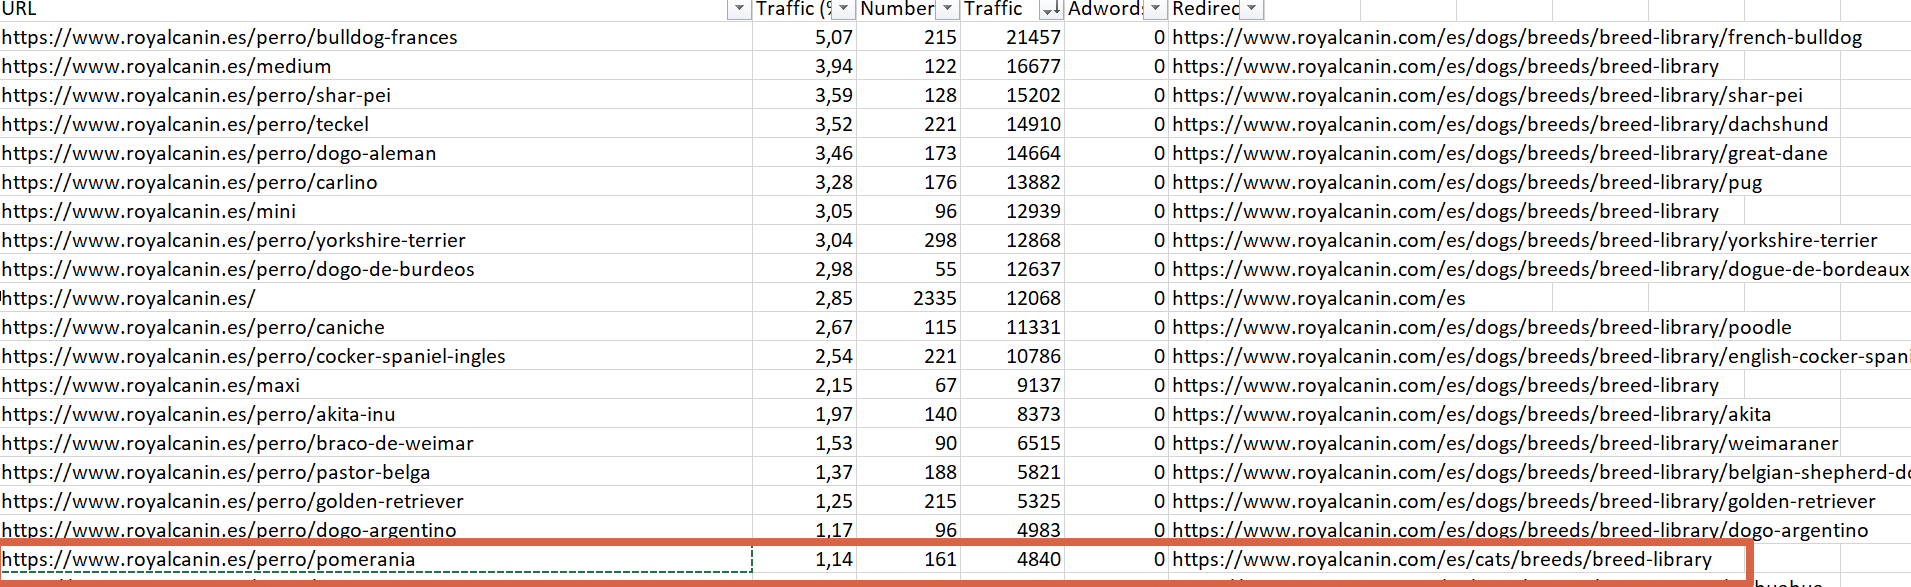 URL Traffic (% Number Traffic Adword Redirec
https://www.royalcanin.es/perro/bulldog-frances 5,07 215 21457 0 https://www.royalcanin.com/es/dogs/breeds/breed-library/french-bulldog
https://www.royalcanin.es/medium 3,94 122 16677 0 https://www.royalcanin.com/es/dogs/breeds/breed-library
https://www.royalcanin.es/perro/shar-pei 3,59 128 15202 0 https://www.royalcanin.com/es/dogs/breeds/breed-library/shar-pei
https://www.royalcanin.es/perro/teckel 3,52 221 14910 0 https://www.royalcanin.com/es/dogs/breeds/breed-library/dachshund
https://www.royalcanin.es/perro/dogo-aleman 3,46 173 14664 0 https://www.royalcanin.com/es/dogs/breeds/breed-library/great-dane
https://www.royalcanin.es/perro/carlino 3,28 176 13882 0 https://www.royalcanin.com/es/dogs/breeds/breed-library/pug
https://www.royalcanin.es/mini 3,05 96 12939 0 https://www.royalcanin.com/es/dogs/breeds/breed-library
https://www.royalcanin.es/perro/yorkshire-terrier 3,04 298 12868 0 https://www.royalcanin.com/es/dogs/breeds/breed-library/yorkshire-terrier
https://www.royalcanin.es/perro/dogo-de-burdeos 2,98 55 12637 0 https://www.royalcanin.com/es/dogs/breeds/breed-library/dogue-de-bordeaux
https://www.royalcanin.es/ 2,85 2335 12068 0 https://www.royalcanin.com/es
https://www.royalcanin.es/perro/caniche 2,67 115 11331 0 https://www.royalcanin.com/es/dogs/breeds/breed-library/poodle
https://www.royalcanin.es/perro/cocker-spaniel-ingles 2,54 221 10786 0 https://www.royalcanin.com/es/dogs/breeds/breed-library/english-cocker-spani
https://www.royalcanin.es/maxi 2,15 67 9137 0 https://www.royalcanin.com/es/dogs/breeds/breed-library
https://www.royalcanin.es/perro/akita-inu 1,97 140 8373 0 https://www.royalcanin.com/es/dogs/breeds/breed-library/akita
https://www.royalcanin.es/perro/braco-de-weimar 1,53 90 6515 0 https://www.royalcanin.com/es/dogs/breeds/breed-library/weimaraner
https://www.royalcanin.es/perro/pastor-belga 1,37 188 5821 0 https://www.royalcanin.com/es/dogs/breeds/breed-library/belgian-shepherd-do
https://www.royalcanin.es/perro/golden-retriever 1,25 215 5325 0 https://www.royalcanin.com/es/dogs/breeds/breed-library/golden-retriever
https://www.royalcanin.es/perro/dogo-argentino 1,17 96 4983 0 https://www.royalcanin.com/es/dogs/breeds/breed-library/dogo-argentino
https://www.royalcanin.es/perro/pomerania 1,14 161 4840 0 https://www.royalcanin.com/es/cats/breeds/breed-library